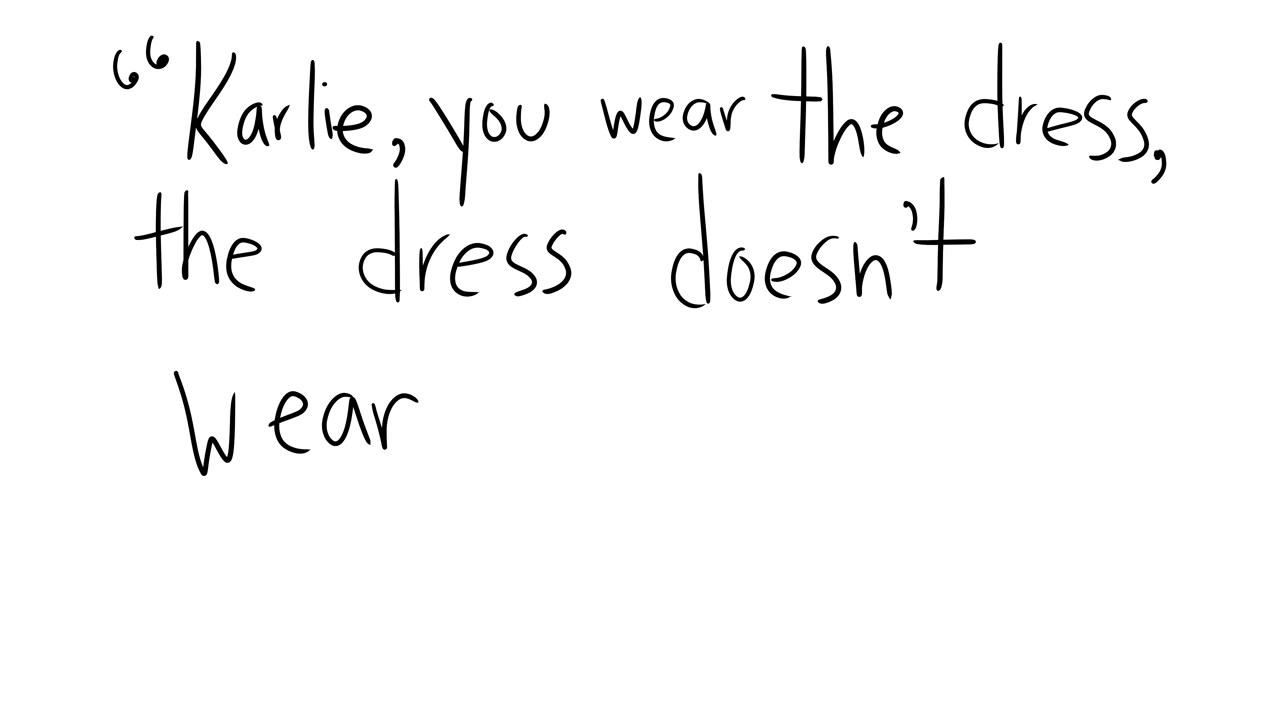 “Karlie, you wear the dress,
the dress doesn't
wear